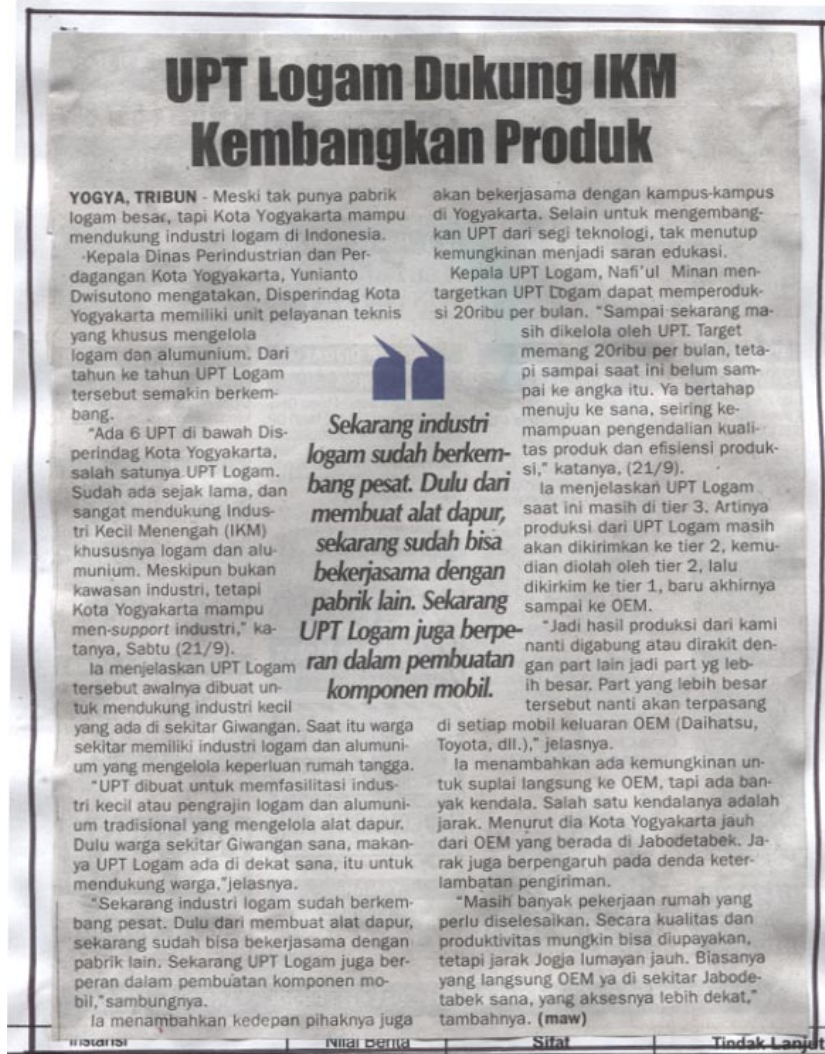 UPT Logam Dukung IKM
Kembangkan Produk
YOGYA, TRIBUN - Meski tak punya pabrik
logam besar, tapi Kota Yogyakarta mampu
mendukung industri logam di Indonesia.
Kepala Dinas Perindustrian dan Per-
dagangan Kota Yogyakarta, Yunianto
Dwisutono mengatakan, Disperindag Kota
Yogyakarta memiliki unit pelayanan teknis
yang khusus mengelola
logam dan alumunium. Dari
tahun ke tahun UPT Logam
tersebut semakin berkem-
bang.
"Ada 6 UPT di bawah Dis-
perindag Kota Yogyakarta,
salah satunya UPT Logam.
Sudah ada sejak lama, dan
sangat mendukung Indus-
tri Kecil Menengah (IKM)
khususnya logam dan alu-
munium. Meskipun bukan
kawasan industri, tetapi
Kota Yogyakarta mampu
men-support industri," ka-
tanya, Sabtu (21/9).
Ia menjelaskan UPT Logam
tersebut awalnya dibuat un-
tuk mendukung industri kecil
yang ada di sekitar Giwangan. Saat itu warga
sekitar memiliki industri logam dan alumuni-
um yang mengelola keperluan rumah tangga.
"UPT dibuat untuk memfasilitasi indus-
tri kecil atau pengrajin logam dan alumuni-
um tradisional yang mengelola alat dapur.
Dulu warga sekitar Giwangan sana, makan-
ya UPT Logam ada di dekat sana, itu untuk
mendukung warga,"jelasnya.
"Sekarang industri logam sudah berkem-
bang pesat. Dulu dari membuat alat dapur,
sekarang sudah bisa bekerjasama dengan
pabrik lain. Sekarang UPT Logam juga ber-
peran dalam pembuatan komponen mo-
bil,"sambungnya.
Ia menambahkan kedepan pihaknya juga
Sekarang industri
logam sudah berkem-
bang pesat. Dulu dari
membuat alat dapur,
sekarang sudah bisa
bekerjasama dengan
pabrik lain. Sekarang
UPT Logam juga berpe-
ran dalam pembuatan
komponen mobil.
akan bekerjasama dengan kampus-kampus
di Yogyakarta. Selain untuk mengembang-
kan UPT dari segi teknologi, tak menutup
kemungkinan menjadi saran edukasi.
Kepala UPT Logam, Nafi'ul Minan men-
targetkan UPT Logam dapat memproduk-
si 20ribu per bulan. "Sampai sekarang ma-
sih dikelola oleh UPT. Target
memang 20ribu per bulan, teta-
pi sampai saat ini belum sam-
pai ke angka itu. Ya bertahap
menuju ke sana, seiring ke-
mampuan pengendalian kuali-
tas produk dan efisiensi produk-
si," katanya, (21/9).
Ia menjelaskan UPT Logam
saat ini masih di tier 3. Artinya
produksi dari UPT Logam masih
akan dikirimkan ke tier 2, kemu-
dian diolah oleh tier 2, lalu
dikirkim ke tier 1, baru akhirnya
sampai ke OEM.
"Jadi hasil produksi dari kami
nanti digabung atau dirakit den-
gan part lain jadi part yg leb-
ih besar. Part yang lebih besar
tersebut nanti akan terpasang
di setiap mobil keluaran OEM (Daihatsu,
Toyota, dll.)," jelasnya.
Ia menambahkan ada kemungkinan un-
tuk suplai langsung ke OEM, tapi ada ban-
yak kendala. Salah satu kendalanya adalah
jarak. Menurut dia Kota Yogyakarta jauh
dari OEM yang berada di Jabodetabek. Ja-
rak juga berpengaruh pada denda keter-
lambatan pengiriman.
"Masih banyak pekerjaan rumah yang
perlu diselesaikan. Secara kualitas dan
produktivitas mungkin bisa diupayakan,
tetapi jarak Jogja lumayan jauh. Biasanya
yang langsung OEM ya di sekitar Jabode-
tabek sana, yang aksesnya lebih dekat,"
tambahnya. (maw)
Instansi Nilai Berita Sifat Tindak Lanjut